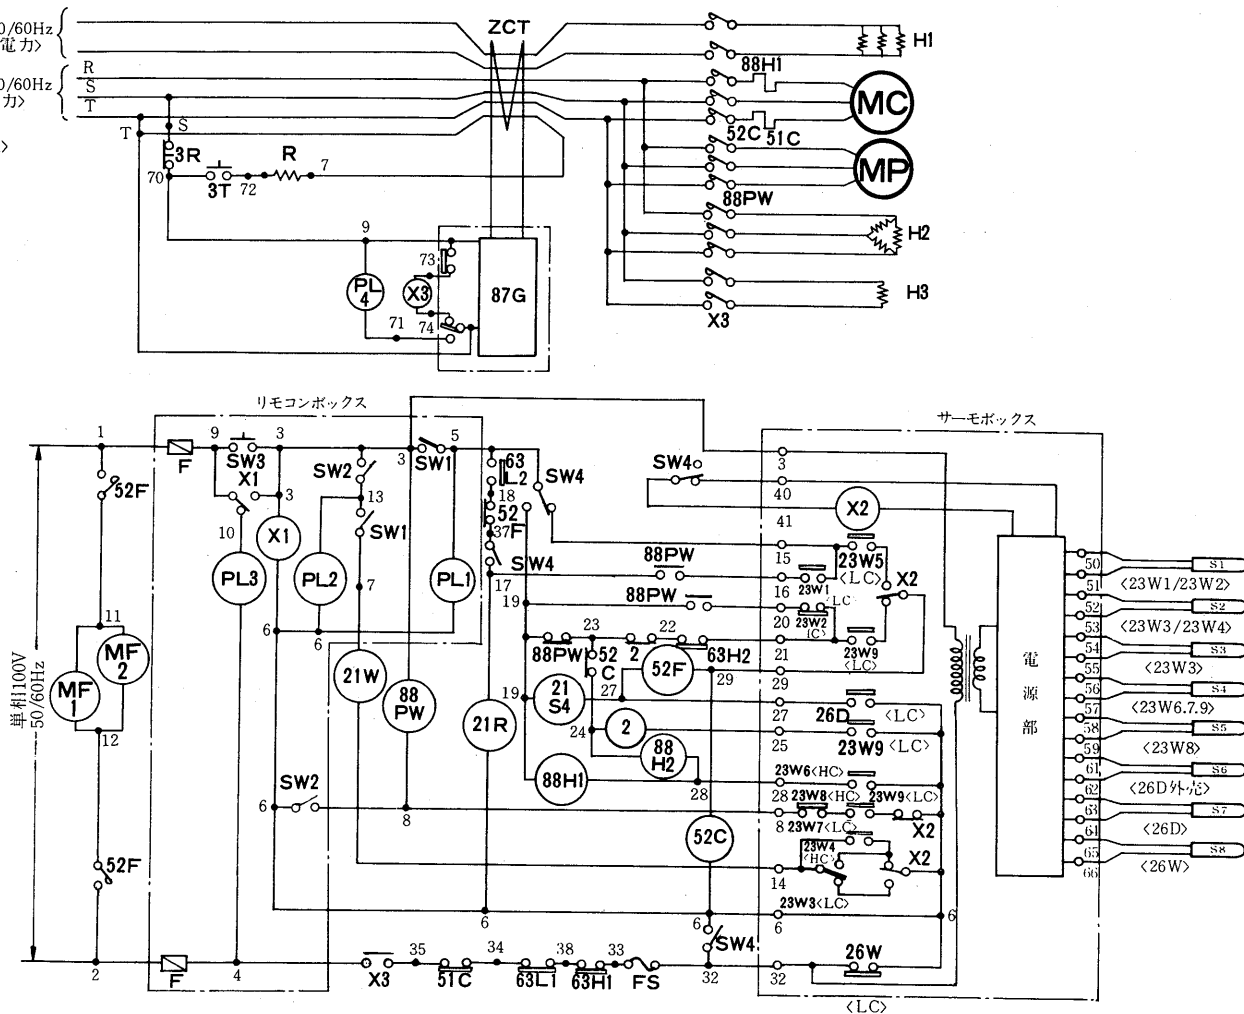 0/60Hz
電力〉
0/60Hz
力〉
〉
R
S
T
T
S
ZCT
H1
88H1
MC
52C
51C
MP
88PW
H2
H3
X3
3R
70
3T
72
R
7
9
73
PL
4
X3
87G
71
74
リモコンボックス
サーモボックス
1
F
9
SW3
X1
3
3
10
X1
SW2
13
SW1
3
SW1
5
63
L2
18
52
F
37
SW4
SW4
17
SW4
3
40
41
X2
52F
11
MF
1
MF
2
12
単相100V
50/60Hz
PL3
PL2
PL1
7
6
6
21W
88
PW
21R
19
88PW
88PW
15
16
20
21
29
23W5
〈LC〉
23W1
〈LC〉
23W2
(C)
23W9
〈LC〉
X2
23
22
88PW
52
C
2
63H2
52F
29
19
21
S4
27
24
2
88
H2
88H1
28
27
26D
〈LC〉
25
23W9
〈LC〉
23W6〈HC〉
28
23W8〈HC〉
23W9〈LC〉
8
23W7〈LC〉
X2
23W4
〈HC〉
X2
14
23W3〈LC〉
6
6
SW2
6
8
52C
6
6
SW4
52F
2
F
4
X3
35
51C
34
63L1
38
63H1
33
FS
32
32
26W
〈LC〉
電
源
部
50
S1
51
〈23W1/23W2〉
52
S2
53
〈23W3/23W4〉
54
S3
55
〈23W3〉
56
S4
57
〈23W6.7.9〉
58
S5
59
〈23W8〉
61
S6
62
〈26D外売〉
63
S7
64
〈26D〉
65
S8
66
〈26W〉